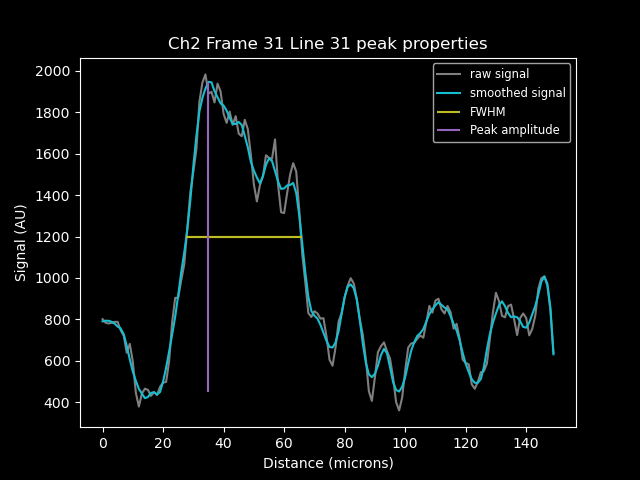 Ch2 Frame 31 Line 31 peak properties
raw signal
smoothed signal
FWHM
Peak amplitude
2000
1800
1600
1400
1200
1000
800
600
400
Signal (AU)
0 20 40 60 80 100 120 140
Distance (microns)